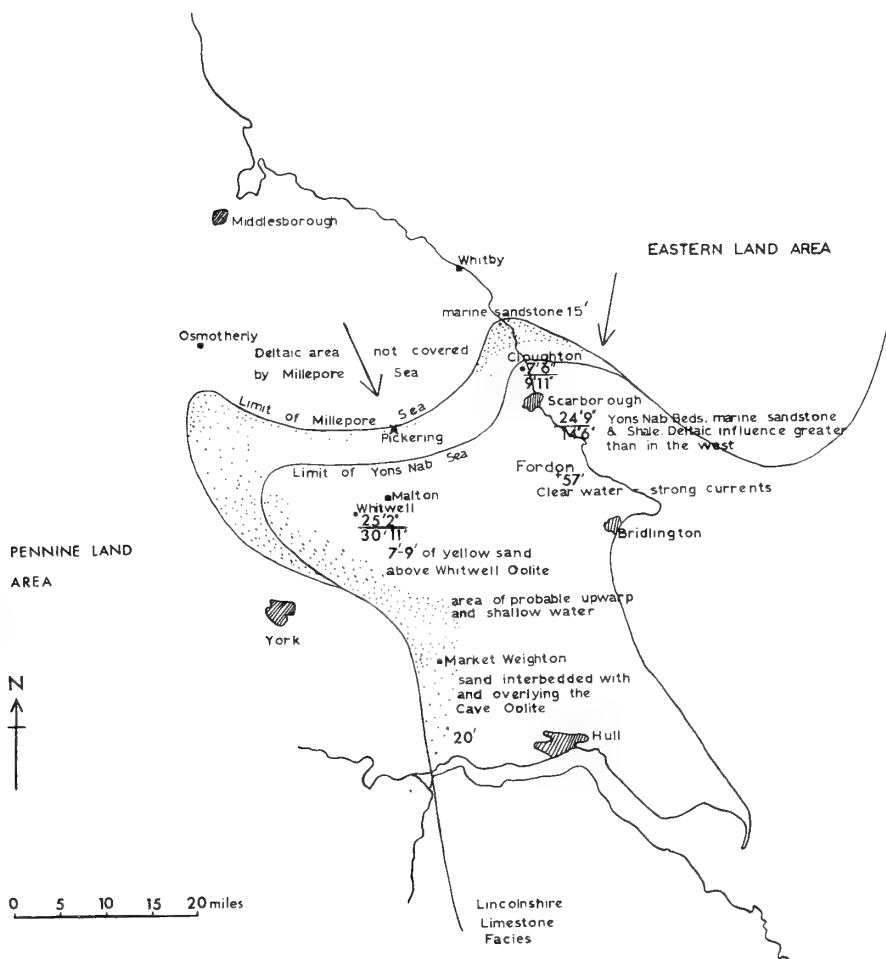 Middlesborough
EASTERN LAND AREA
Whitby
marine sandstone 15'
Osmotherly
Deltaic area not covered
by Millepore Sea
Cloughton
7' 6"
9' 11"
Limit of Millepore Sea
Scarborough
Pickering
24' 9"
14' 6"
Yons Nab Beds, marine sandstone
& Shale. Deltaic influence greater
than in the west
Limit of Yons Nab Sea
Fordon
57'
Clear water - strong currents
Malton
Whitwell
25' 2"
30' 11"
Bridlington
7'-9' of yellow sand
above Whitwell Oolite
PENNINE LAND
AREA
area of probable upwarp
and shallow water
York
Market Weighton
sand interbedded with
and overlying the
Cave Oolite
N
20'
Hull
0 5 10 15 20 miles
Lincolnshire
Limestone
Facies